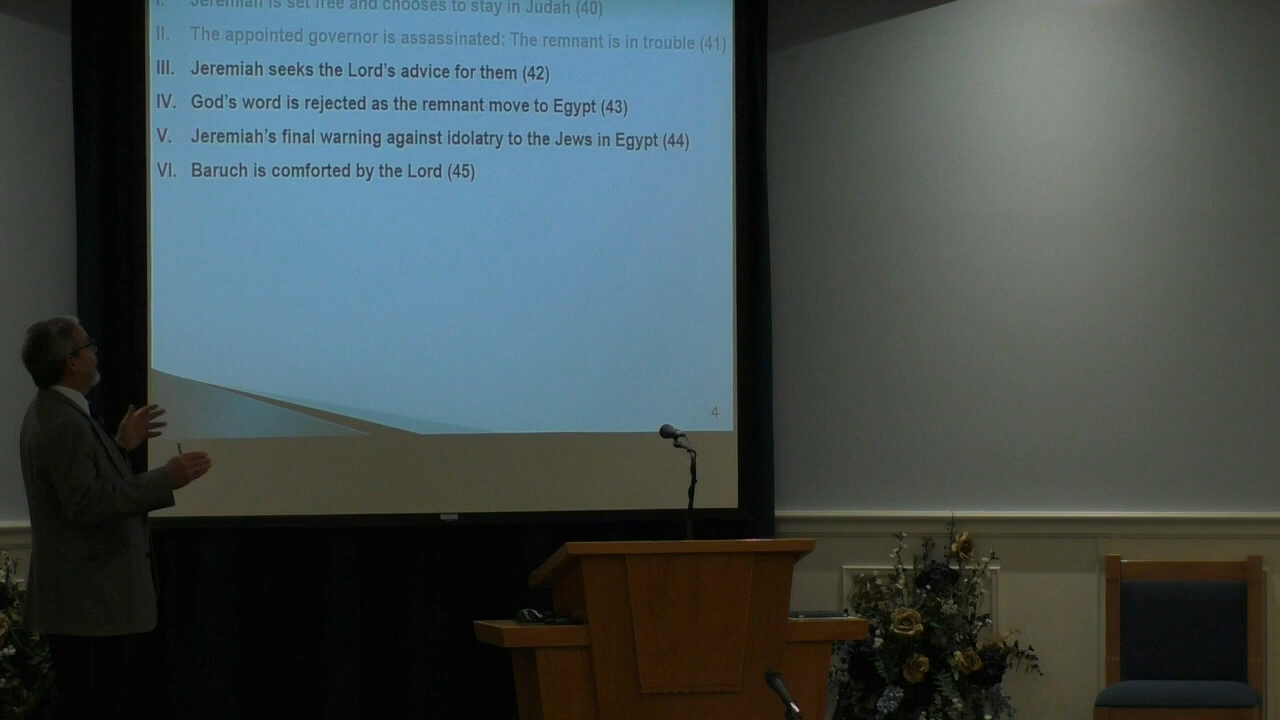 I. Jeremiah is set free and chooses to stay in Judah (40)
II. The appointed governor is assassinated: The remnant is in trouble (41)
III. Jeremiah seeks the Lord's advice for them (42)
IV. God's word is rejected as the remnant move to Egypt (43)
V. Jeremiah's final warning against idolatry to the Jews in Egypt (44)
VI. Baruch is comforted by the Lord (45)
4